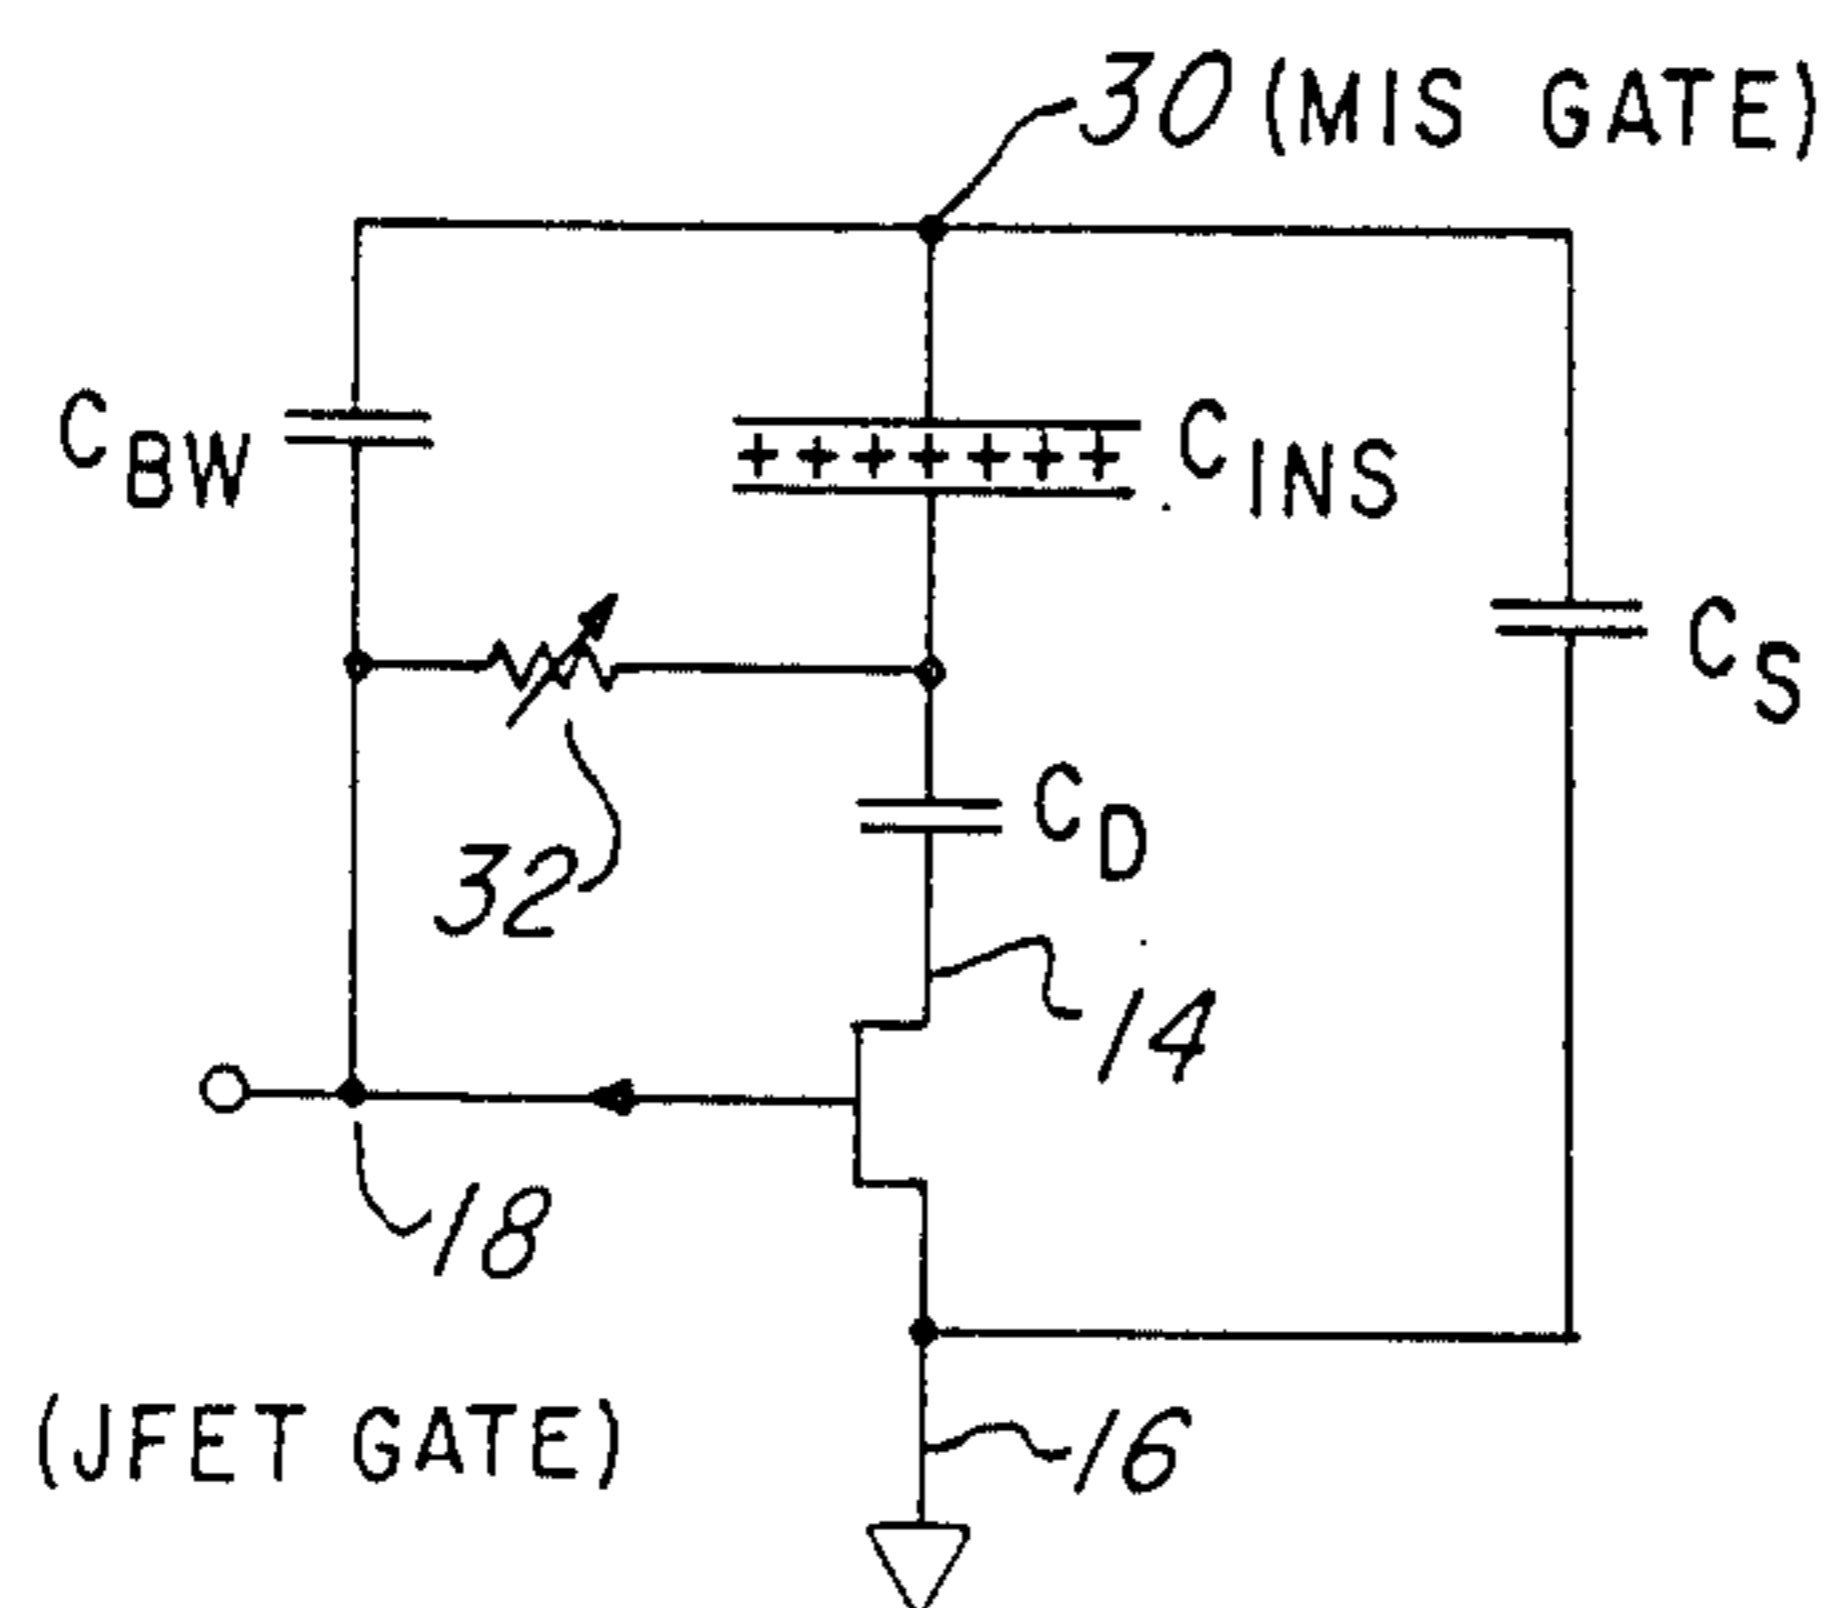 30 (MIS GATE)
CBW
+ + + + + + +
CINS
CS
32
CD
14
18
(JFET GATE)
16